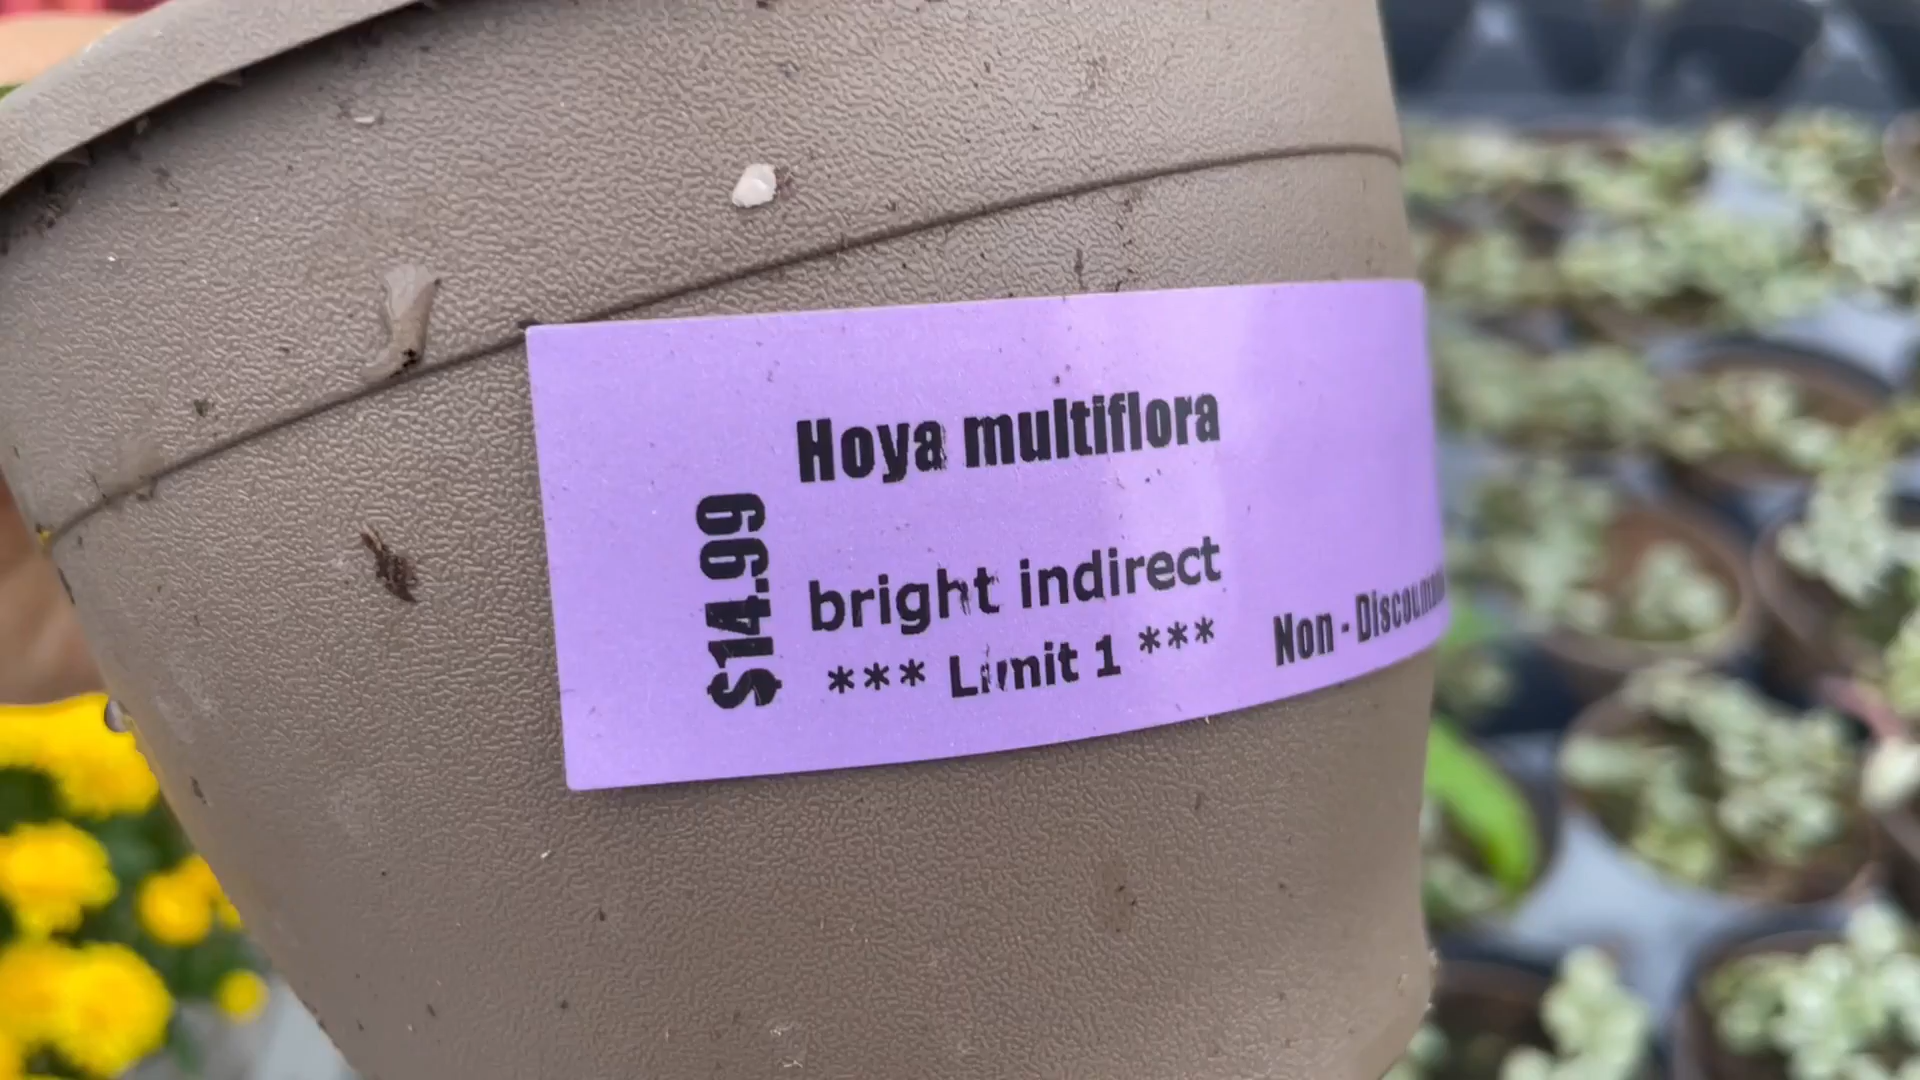 Hoya multiflora
$14.99
bright indirect
*** Limit 1 ***
Non -